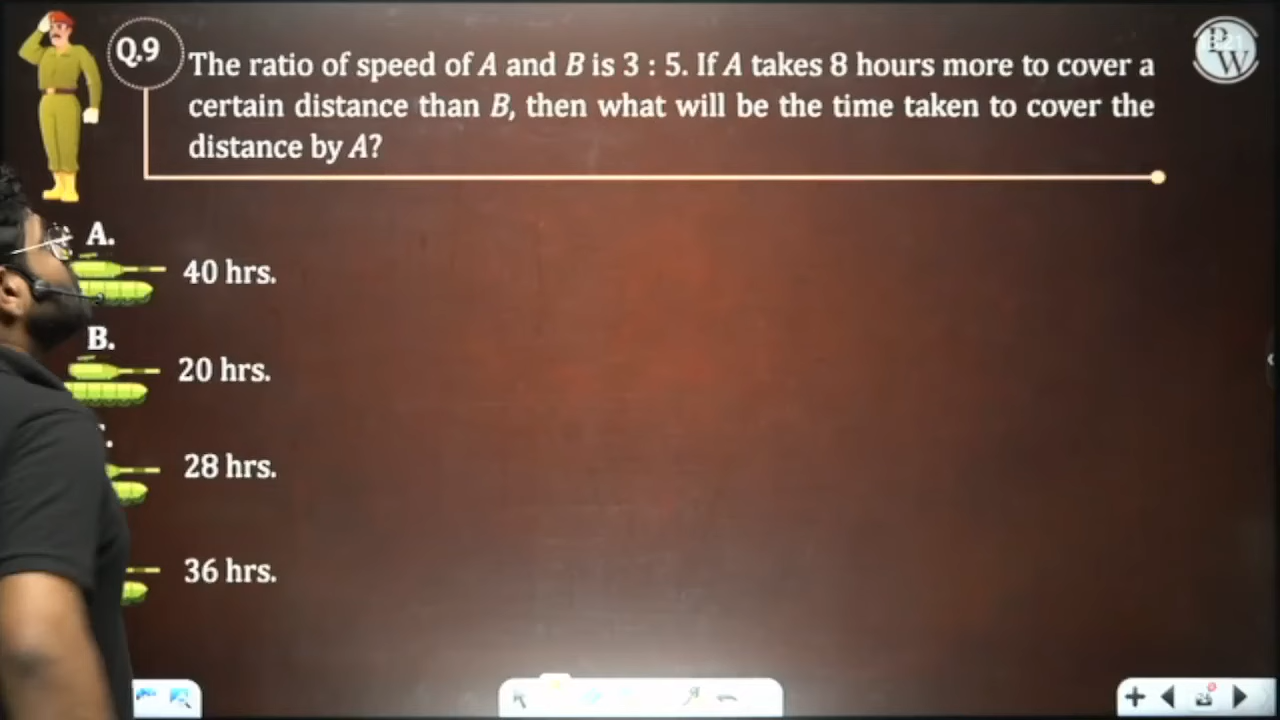 Q.9
The ratio of speed of A and B is 3 : 5. If A takes 8 hours more to cover a
certain distance than B, then what will be the time taken to cover the
distance by A?
A.
40 hrs.
B.
20 hrs.
28 hrs.
36 hrs.
P
W